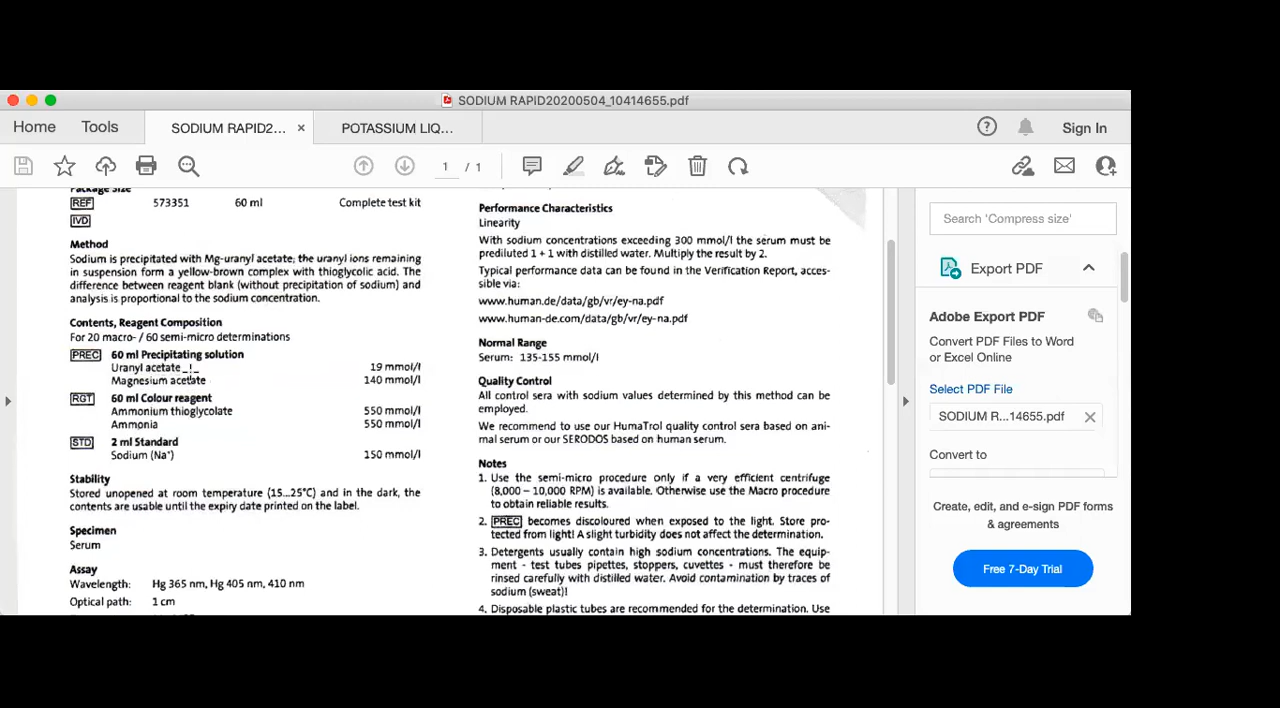 SODIUM RAPID20200504_10414655.pdf
Home Tools SODIUM RAPID2... × POTASSIUM LIQ... Sign In
1 / 1
Package Size
REF 573351 60 ml Complete test kit
IVD
Method
Sodium is precipitated with Mg-uranyl acetate; the uranyl ions remaining
in suspension form a yellow-brown complex with thioglycolic acid. The
difference between reagent blank (without precipitation of sodium) and
analysis is proportional to the sodium concentration.
Contents, Reagent Composition
For 20 macro- / 60 semi-micro determinations
PREC 60 ml Precipitating solution
Uranyl acetate 19 mmol/l
Magnesium acetate 140 mmol/l
RGT 60 ml Colour reagent
Ammonium thioglycolate 550 mmol/l
Ammonia 550 mmol/l
STD 2 ml Standard
Sodium (Na⁺) 150 mmol/l
Stability
Stored unopened at room temperature (15...25°C) and in the dark, the
contents are usable until the expiry date printed on the label.
Specimen
Serum
Assay
Wavelength: Hg 365 nm, Hg 405 nm, 410 nm
Optical path: 1 cm
Performance Characteristics
Linearity
With sodium concentrations exceeding 300 mmol/l the serum must be
prediluted 1 + 1 with distilled water. Multiply the result by 2.
Typical performance data can be found in the Verification Report, acces-
sible via:
www.human.de/data/gb/vr/ey-na.pdf
www.human-de.com/data/gb/vr/ey-na.pdf
Normal Range
Serum: 135-155 mmol/l
Quality Control
All control sera with sodium values determined by this method can be
employed.
We recommend to use our HumaTrol quality control sera based on ani-
mal serum or our SERODOS based on human serum.
Notes
1. Use the semi-micro procedure only if a very efficient centrifuge
(8,000 – 10,000 RPM) is available. Otherwise use the Macro procedure
to obtain reliable results.
2. PREC becomes discoloured when exposed to the light. Store pro-
tected from light! A slight turbidity does not affect the determination.
3. Detergents usually contain high sodium concentrations. The equip-
ment - test tubes pipettes, stoppers, cuvettes - must therefore be
rinsed carefully with distilled water. Avoid contamination by traces of
sodium (sweat)!
4. Disposable plastic tubes are recommended for the determination. Use
Search 'Compress size'
Export PDF
Adobe Export PDF
Convert PDF Files to Word
or Excel Online
Select PDF File
SODIUM R...14655.pdf
Convert to
Create, edit, and e-sign PDF forms
& agreements
Free 7-Day Trial